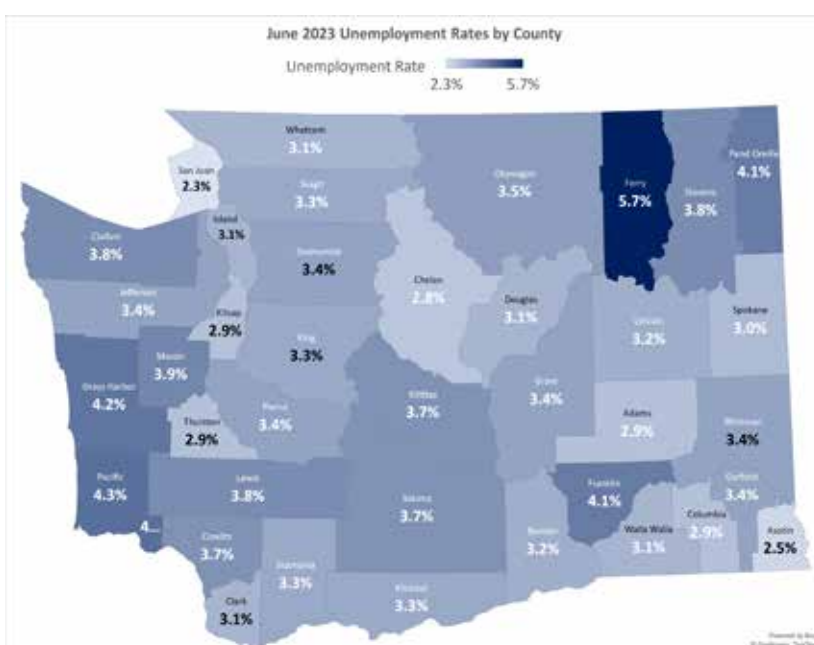 June 2023 Unemployment Rates by County
Unemployment Rate
2.3% 5.7%
Whatcom
3.1%
San Juan
2.3%
Skagit
3.3%
Okanogan
3.5%
Ferry
5.7%
Stevens
3.8%
Pend Oreille
4.1%
Island
3.1%
Clallam
3.8%
Snohomish
3.4%
Chelan
2.8%
Douglas
3.1%
Jefferson
3.4%
Kitsap
2.9%
King
3.3%
Lincoln
3.2%
Spokane
3.0%
Mason
3.9%
Grays Harbor
4.2%
Kittitas
3.7%
Grant
3.4%
Thurston
2.9%
Pierce
3.4%
Adams
2.9%
Whitman
3.4%
Pacific
4.3%
Lewis
3.8%
Yakima
3.7%
Franklin
4.1%
Garfield
3.4%
4...
Cowlitz
3.7%
Benton
3.2%
Walla Walla
3.1%
Columbia
2.9%
Asotin
2.5%
Skamania
3.3%
Klickitat
3.3%
Clark
3.1%
Powered by